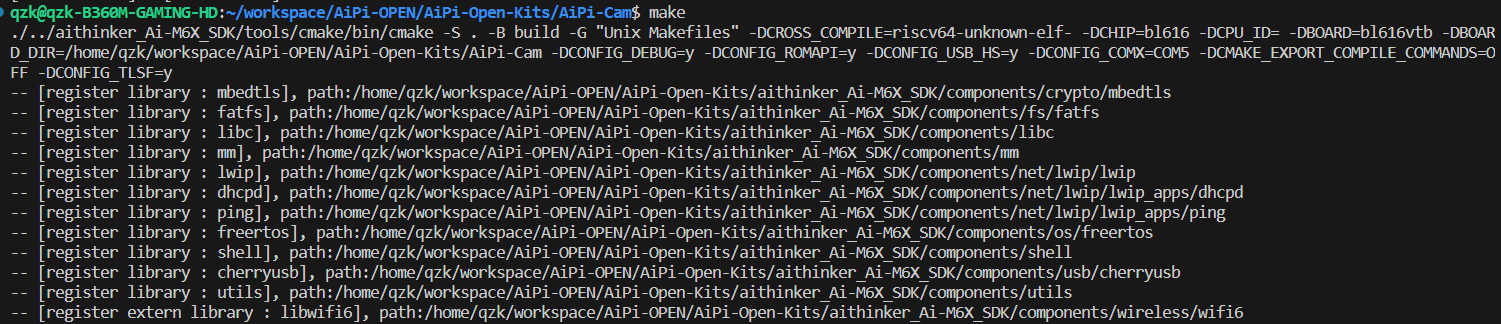 qzk@qzk-B360M-GAMING-HD:~/workspace/AiPi-OPEN/AiPi-Open-Kits/AiPi-Cam$ make
./../aithinker_Ai-M6X_SDK/tools/cmake/bin/cmake -S . -B build -G "Unix Makefiles" -DCROSS_COMPILE=riscv64-unknown-elf- -DCHIP=bl616 -DCPU_ID= -DBOARD=bl616vtb -DBOAR
D_DIR=/home/qzk/workspace/AiPi-OPEN/AiPi-Open-Kits/AiPi-Cam -DCONFIG_DEBUG=y -DCONFIG_ROMAPI=y -DCONFIG_USB_HS=y -DCONFIG_COMX=COM5 -DCMAKE_EXPORT_COMPILE_COMMANDS=O
FF -DCONFIG_TLSF=y
-- [register library : mbedtls], path:/home/qzk/workspace/AiPi-OPEN/AiPi-Open-Kits/aithinker_Ai-M6X_SDK/components/crypto/mbedtls
-- [register library : fatfs], path:/home/qzk/workspace/AiPi-OPEN/AiPi-Open-Kits/aithinker_Ai-M6X_SDK/components/fs/fatfs
-- [register library : libc], path:/home/qzk/workspace/AiPi-OPEN/AiPi-Open-Kits/aithinker_Ai-M6X_SDK/components/libc
-- [register library : mm], path:/home/qzk/workspace/AiPi-OPEN/AiPi-Open-Kits/aithinker_Ai-M6X_SDK/components/mm
-- [register library : lwip], path:/home/qzk/workspace/AiPi-OPEN/AiPi-Open-Kits/aithinker_Ai-M6X_SDK/components/net/lwip/lwip
-- [register library : dhcpd], path:/home/qzk/workspace/AiPi-OPEN/AiPi-Open-Kits/aithinker_Ai-M6X_SDK/components/net/lwip/lwip_apps/dhcpd
-- [register library : ping], path:/home/qzk/workspace/AiPi-OPEN/AiPi-Open-Kits/aithinker_Ai-M6X_SDK/components/net/lwip/lwip_apps/ping
-- [register library : freertos], path:/home/qzk/workspace/AiPi-OPEN/AiPi-Open-Kits/aithinker_Ai-M6X_SDK/components/os/freertos
-- [register library : shell], path:/home/qzk/workspace/AiPi-OPEN/AiPi-Open-Kits/aithinker_Ai-M6X_SDK/components/shell
-- [register library : cherryusb], path:/home/qzk/workspace/AiPi-OPEN/AiPi-Open-Kits/aithinker_Ai-M6X_SDK/components/usb/cherryusb
-- [register library : utils], path:/home/qzk/workspace/AiPi-OPEN/AiPi-Open-Kits/aithinker_Ai-M6X_SDK/components/utils
-- [register extern library : libwifi6], path:/home/qzk/workspace/AiPi-OPEN/AiPi-Open-Kits/aithinker_Ai-M6X_SDK/components/wireless/wifi6